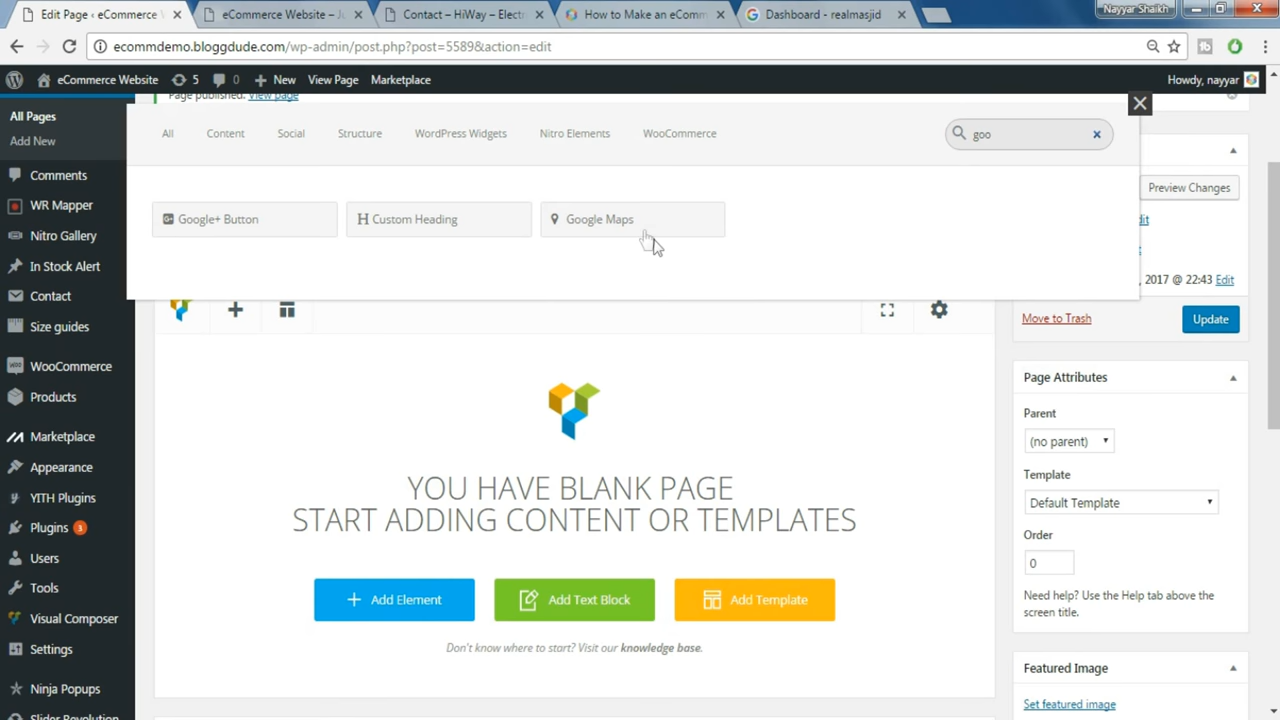 Edit Page ‹ eCommerce W
eCommerce Website – Ju
Contact – HiWay – Electr
How to Make an eComm
Dashboard - realmasjid
Nayyar Shaikh
ecommdemo.bloggdude.com/wp-admin/post.php?post=5589&action=edit
eCommerce Website
5
0
New
View Page
Marketplace
Howdy, nayyar
Page published. View page
All Pages
Add New
Comments
WR Mapper
Nitro Gallery
In Stock Alert
Contact
Size guides
WooCommerce
Products
Marketplace
Appearance
YITH Plugins
Plugins 3
Users
Tools
Visual Composer
Settings
Ninja Popups
Slider Revolution
All
Content
Social
Structure
WordPress Widgets
Nitro Elements
WooCommerce
goo
Google+ Button
H Custom Heading
Google Maps
YOU HAVE BLANK PAGE
START ADDING CONTENT OR TEMPLATES
Add Element
Add Text Block
Add Template
Don't know where to start? Visit our knowledge base.
Preview Changes
, 2017 @ 22:43 Edit
Move to Trash
Update
Page Attributes
Parent
(no parent)
Template
Default Template
Order
0
Need help? Use the Help tab above the
screen title.
Featured Image
Set featured image